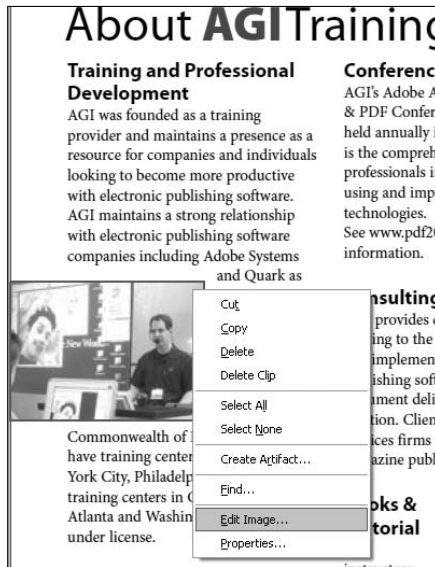 About AGI Training
Training and Professional
Development
AGI was founded as a training
provider and maintains a presence as a
resource for companies and individuals
looking to become more productive
with electronic publishing software.
AGI maintains a strong relationship
with electronic publishing software
companies including Adobe Systems
and Quark as
New
Commonwealth of
have training center
York City, Philadelp
training centers in
Atlanta and Washin
under license.
Cut
Copy
Delete
Delete Clip
Select All
Select None
Create Artifact...
Find...
Edit Image...
Properties...
Conferenc
AGI's Adobe A
& PDF Confer
held annually i
is the compreh
professionals i
using and imp
technologies.
See www.pdf20
information.
nsulting
provides
ing to the
implemen
ishing soft
ument deli
tion. Clien
ices firms
azine publ
oks &
torial